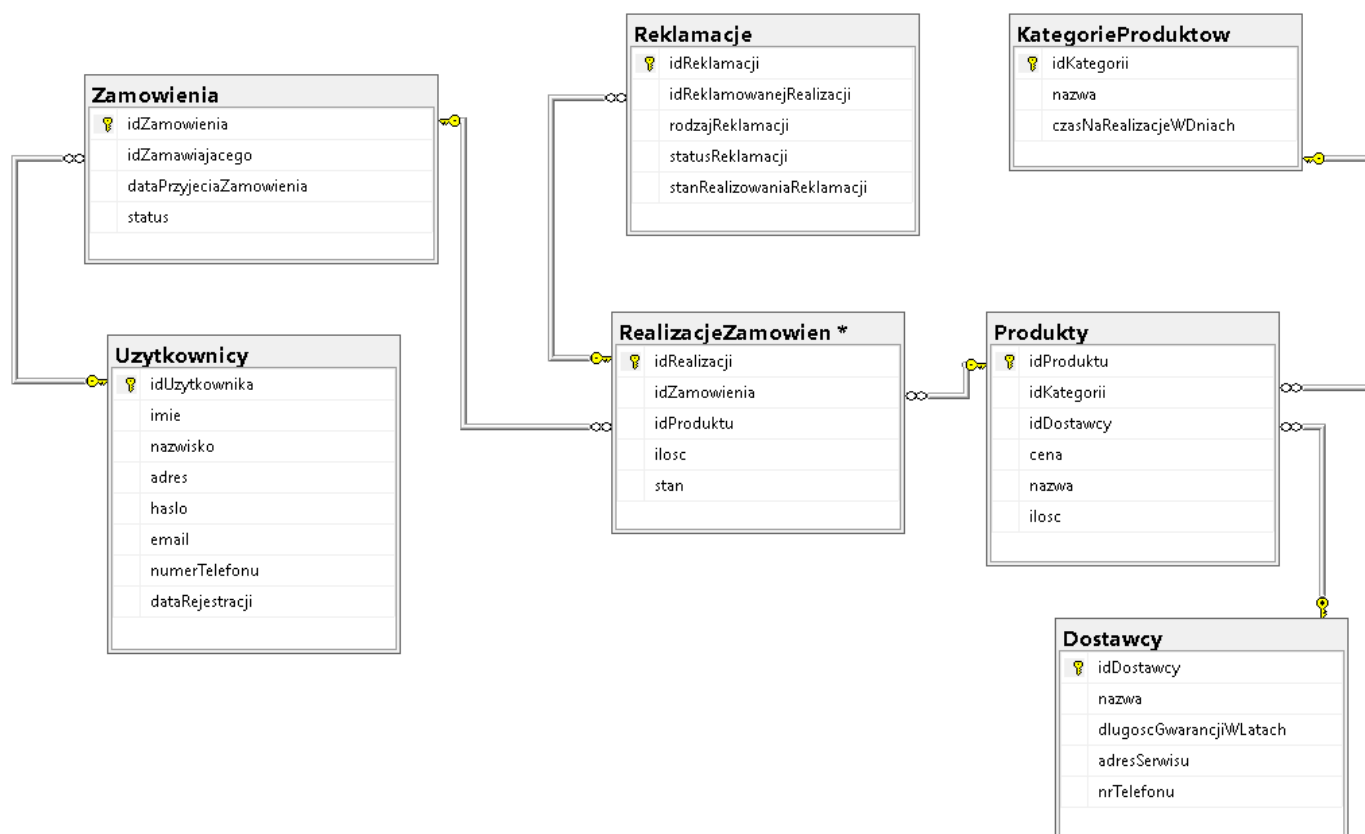 Zamowienia
idZamowienia
idZamawiajacego
dataPrzyjeciaZamowienia
status
Uzytkownicy
idUzytkownika
imie
nazwisko
adres
haslo
email
numerTelefonu
dataRejestracji
Reklamacje
idReklamacji
idReklamowanejRealizacji
rodzajReklamacji
statusReklamacji
stanRealizowaniaReklamacji
RealizacjeZamowien *
idRealizacji
idZamowienia
idProduktu
ilosc
stan
KategorieProduktow
idKategorii
nazwa
czasNaRealizacjeWDniach
Produkty
idProduktu
idKategorii
idDostawcy
cena
nazwa
ilosc
Dostawcy
idDostawcy
nazwa
dlugoscGwarancjiWLatach
adresSerwisu
nrTelefonu